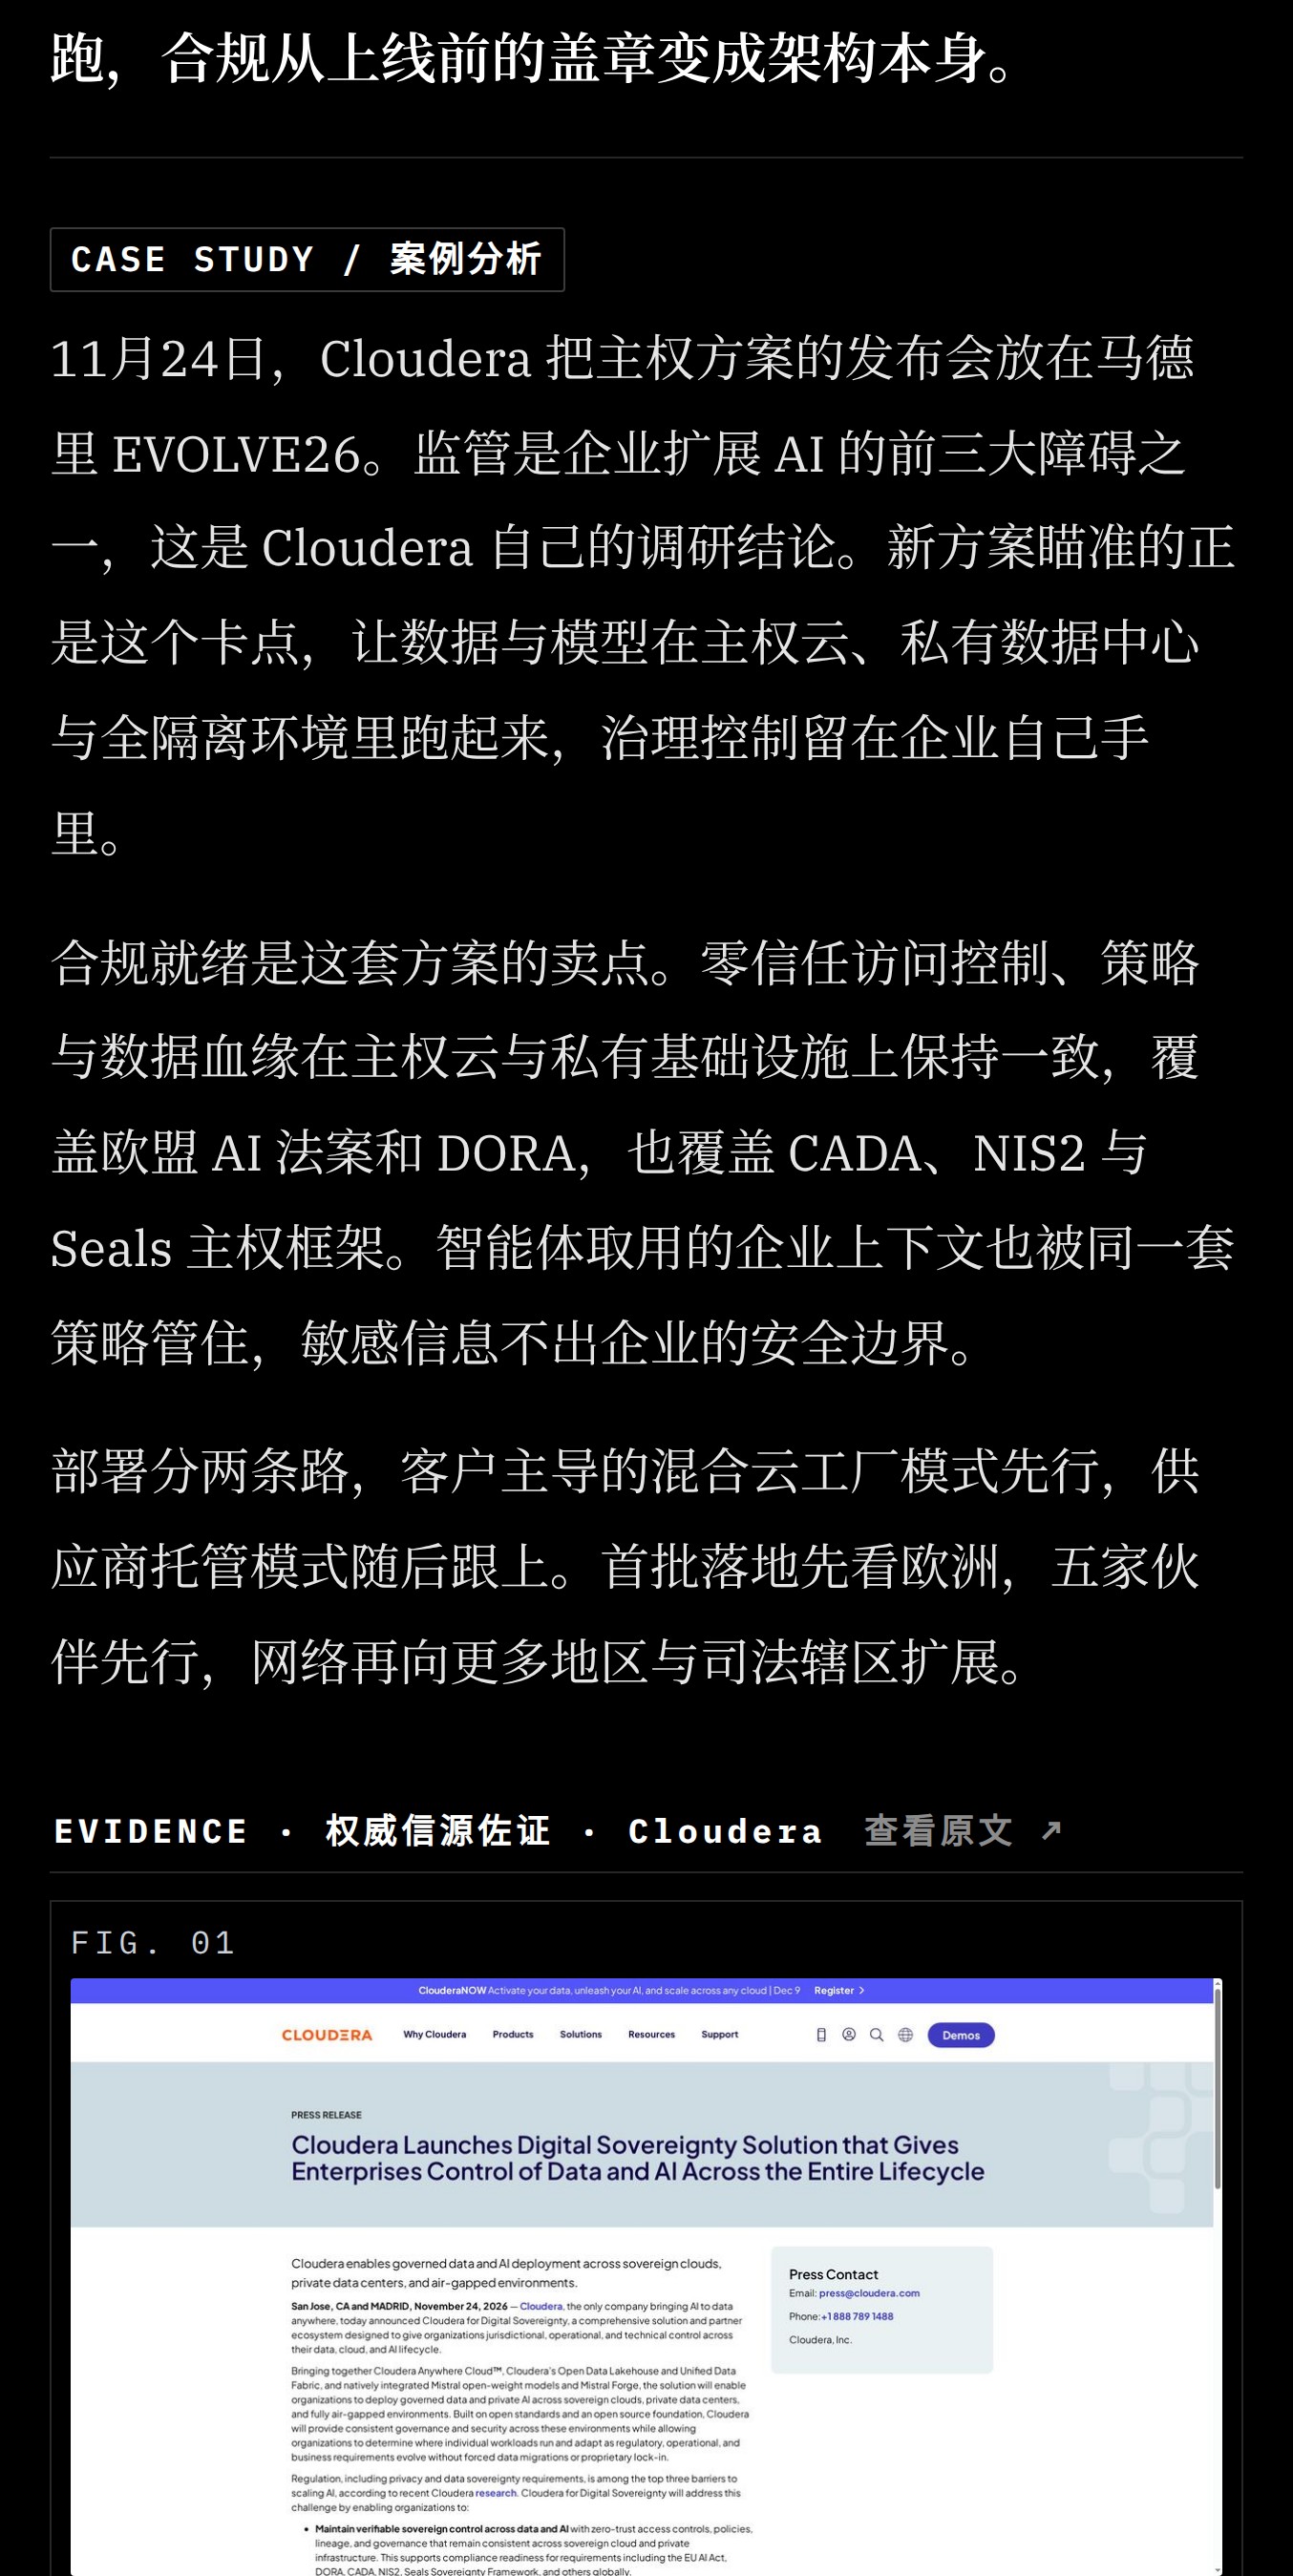 跑，合规从上线前的盖章变成架构本身。
CASE STUDY / 案例分析
11月24日，Cloudera 把主权方案的发布会放在马德
里 EVOLVE26。监管是企业扩展 AI 的前三大障碍之
一，这是 Cloudera 自己的调研结论。新方案瞄准的正
是这个卡点，让数据与模型在主权云、私有数据中心
与全隔离环境里跑起来，治理控制留在企业自己手
里。
合规就绪是这套方案的卖点。零信任访问控制、策略
与数据血缘在主权云与私有基础设施上保持一致，覆
盖欧盟 AI 法案和 DORA，也覆盖 CADA、NIS2 与
Seals 主权框架。智能体取用的企业上下文也被同一套
策略管住，敏感信息不出企业的安全边界。
部署分两条路，客户主导的混合云工厂模式先行，供
应商托管模式随后跟上。首批落地先看欧洲，五家伙
伴先行，网络再向更多地区与司法辖区扩展。
EVIDENCE · 权威信源佐证 · Cloudera 查看原文 ↗
FIG. 01
ClouderaNOW Activate your data, unleash your AI, and scale across any cloud | Dec 9 Register >
CLOUDERA Why Cloudera Products Solutions Resources Support Demos
PRESS RELEASE
Cloudera Launches Digital Sovereignty Solution that Gives
Enterprises Control of Data and AI Across the Entire Lifecycle
Cloudera enables governed data and AI deployment across sovereign clouds,
private data centers, and air-gapped environments.
San Jose, CA and MADRID, November 24, 2026 — Cloudera, the only company bringing AI to data
anywhere, today announced Cloudera for Digital Sovereignty, a comprehensive solution and partner
ecosystem designed to give organizations jurisdictional, operational, and technical control across
their data, cloud, and AI lifecycle.
Bringing together Cloudera Anywhere Cloud™, Cloudera's Open Data Lakehouse and Unified Data
Fabric, and natively integrated Mistral open-weight models and Mistral Forge, the solution will enable
organizations to deploy governed data and private AI across sovereign clouds, private data centers,
and fully air-gapped environments. Built on open standards and an open source foundation, Cloudera
will provide consistent governance and security across these environments while allowing
organizations to determine where individual workloads run and adapt as regulatory, operational, and
business requirements evolve without forced data migrations or proprietary lock-in.
Regulation, including privacy and data sovereignty requirements, is among the top three barriers to
scaling AI, according to recent Cloudera research. Cloudera for Digital Sovereignty will address this
challenge by enabling organizations to:
• Maintain verifiable sovereign control across data and AI with zero-trust access controls, policies,
lineage, and governance that remain consistent across sovereign cloud and private
infrastructure. This supports compliance readiness for requirements including the EU AI Act,
DORA, CADA, NIS2, Seals Sovereignty Framework, and others globally.
Press Contact
Email: press@cloudera.com
Phone:+1 888 789 1488
Cloudera, Inc.